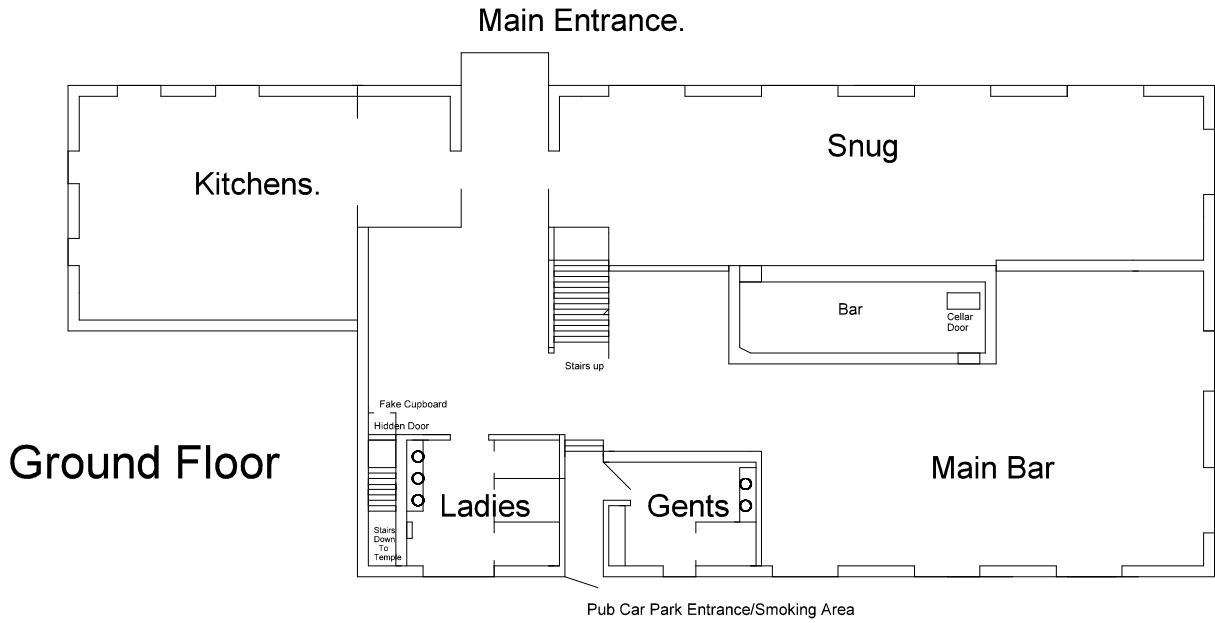 Main Entrance.
Snug
Kitchens.
Bar
Cellar
Door
Stairs up
Fake Cupboard
Hidden Door
Ground Floor
Main Bar
Ladies
Gents
Stairs
Down
To
Temple
Pub Car Park Entrance/Smoking Area